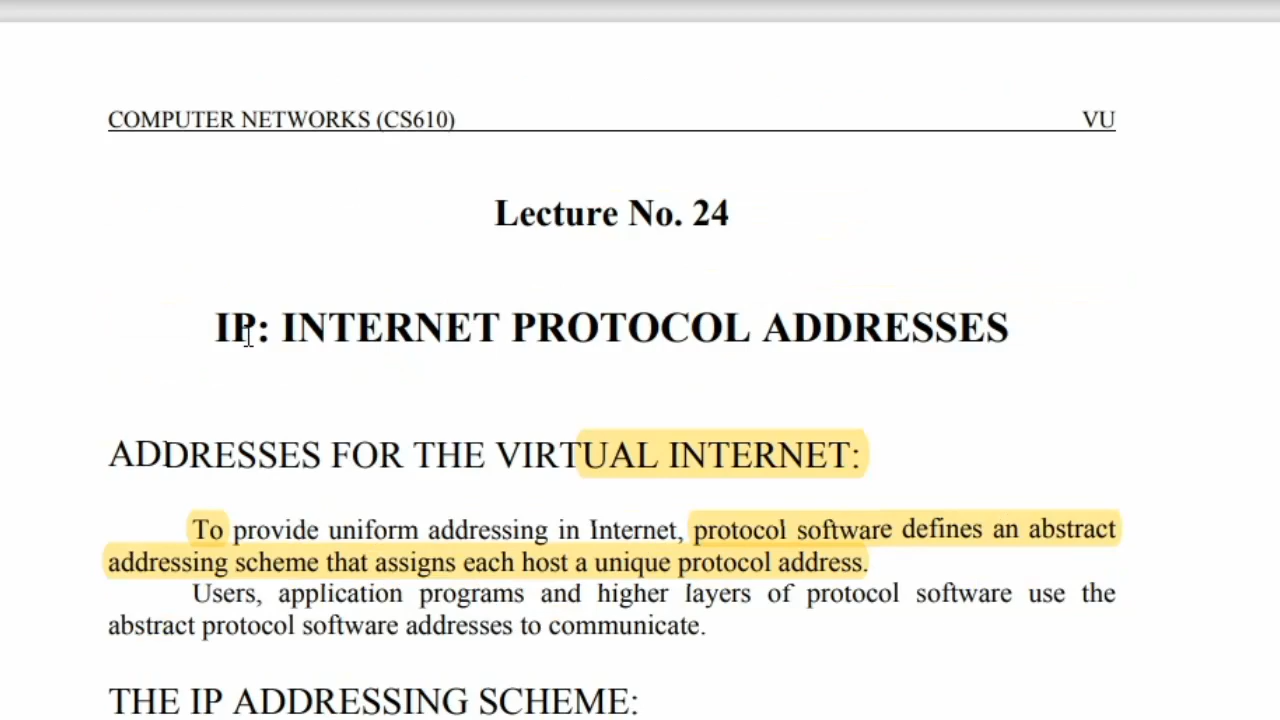 COMPUTER NETWORKS (CS610) VU
Lecture No. 24
IP: INTERNET PROTOCOL ADDRESSES
ADDRESSES FOR THE VIRTUAL INTERNET:
To provide uniform addressing in Internet, protocol software defines an abstract
addressing scheme that assigns each host a unique protocol address.
Users, application programs and higher layers of protocol software use the
abstract protocol software addresses to communicate.
THE IP ADDRESSING SCHEME: